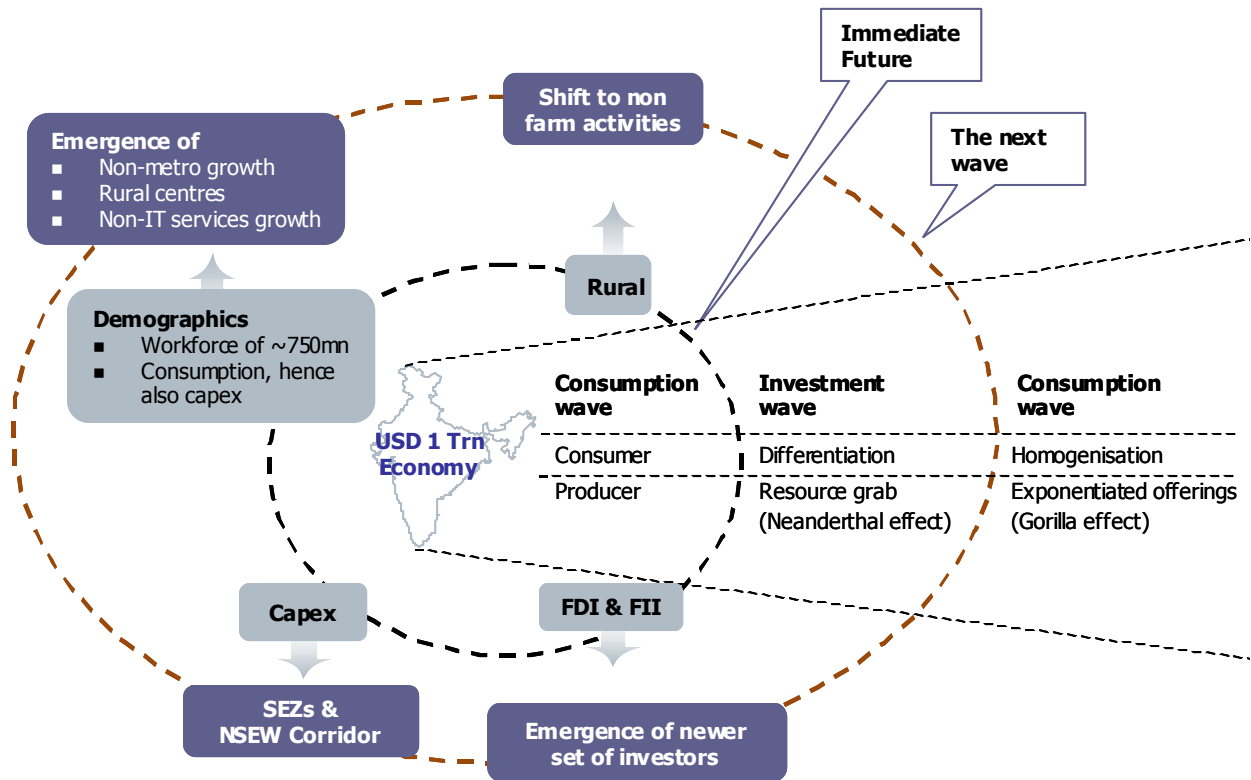 Immediate
Future
Shift to non
farm activities
The next
wave
Emergence of
■ Non-metro growth
■ Rural centres
■ Non-IT services growth
Rural
Demographics
■ Workforce of ~750mn
■ Consumption, hence
also capex
USD 1 Trn
Economy
Consumption
wave
Investment
wave
Consumption
wave
Consumer
Differentiation
Homogenisation
Producer
Resource grab
(Neanderthal effect)
Exponentiated offerings
(Gorilla effect)
Capex
FDI & FII
SEZs &
NSEW Corridor
Emergence of newer
set of investors